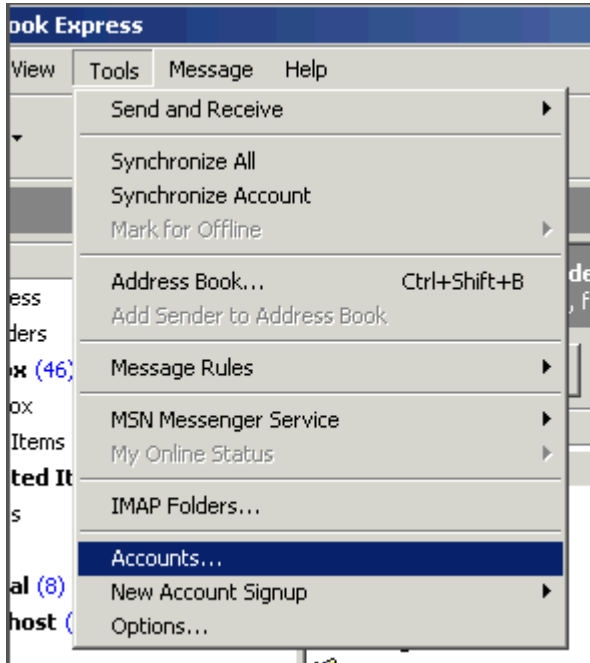 ook Express
View Tools Message Help
Send and Receive
Synchronize All
Synchronize Account
Mark for Offline
Address Book... Ctrl+Shift+B
Add Sender to Address Book
Message Rules
MSN Messenger Service
My Online Status
IMAP Folders...
Accounts...
New Account Signup
Options...
ess
ders
x (46)
ox
Items
ted It
s
al (8)
host (
de
, f